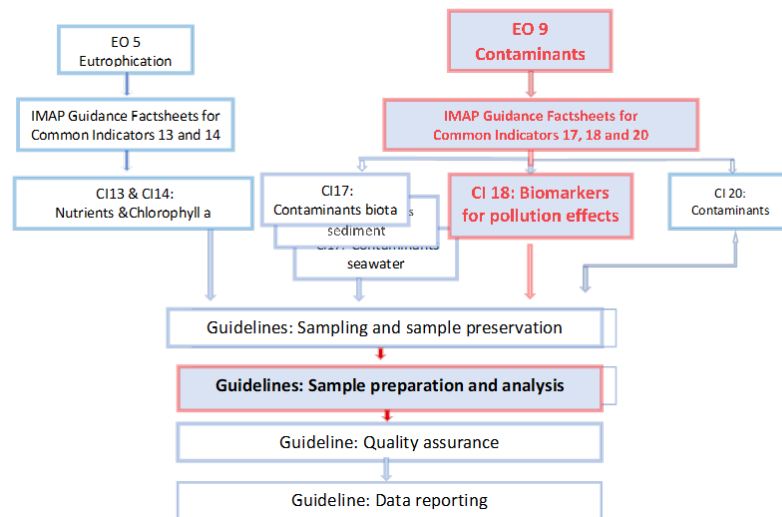 EO 5
Eutrophication
EO 9
Contaminants
IMAP Guidance Factsheets for
Common Indicators 13 and 14
IMAP Guidance Factsheets for
Common Indicators 17, 18 and 20
CI13 & CI14:
Nutrients &Chlorophyll a
CI17:
Contaminants biota
sediment
Contaminants
seawater
CI 18: Biomarkers
for pollution effects
CI 20:
Contaminants
Guidelines: Sampling and sample preservation
Guidelines: Sample preparation and analysis
Guideline: Quality assurance
Guideline: Data reporting